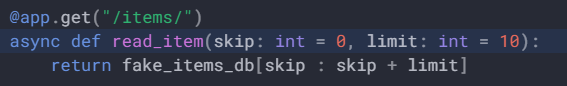 @app.get("/items/")
async def read_item(skip: int = 0, limit: int = 10):
    return fake_items_db[skip : skip + limit]